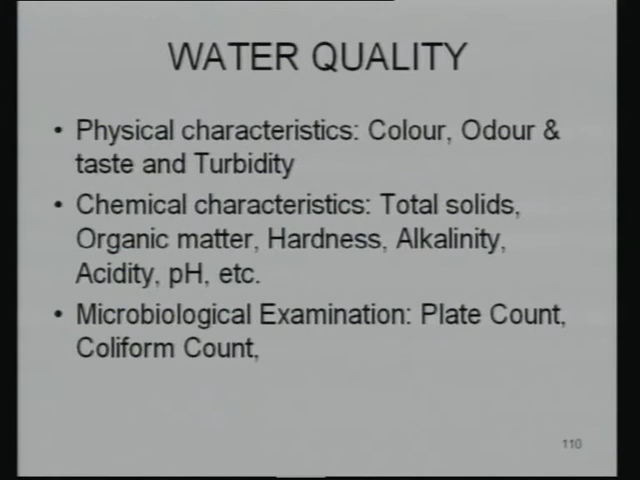 WATER QUALITY
• Physical characteristics: Colour, Odour &
taste and Turbidity
• Chemical characteristics: Total solids,
Organic matter, Hardness, Alkalinity,
Acidity, pH, etc.
• Microbiological Examination: Plate Count,
Coliform Count,
110